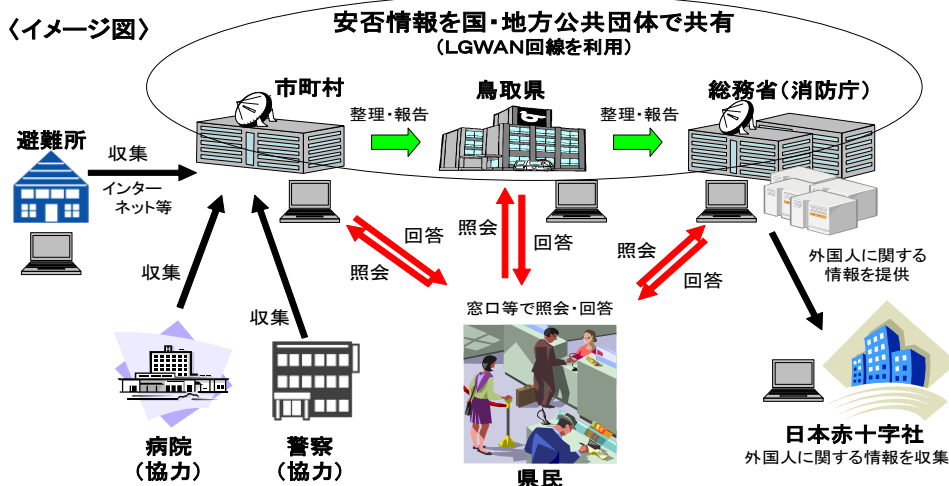 〈イメージ図〉
安否情報を国・地方公共団体で共有
（LGWAN回線を利用）
市町村
鳥取県
総務省（消防庁）
整理・報告
整理・報告
避難所
収集
インター
ネット等
収集
収集
回答
照会
照会
回答
照会
回答
外国人に関する
情報を提供
窓口等で照会・回答
病院
（協力）
警察
（協力）
県民
日本赤十字社
外国人に関する情報を収集